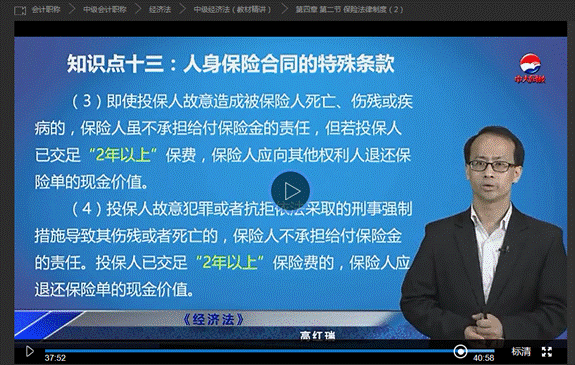 会计职称 > 中级会计职称 > 经济法 > 中级经济法（教材精讲） > 第四章 第二节 保险法律制度（2）
知识点十三：人身保险合同的特殊条款
（3）即使投保人故意造成被保险人死亡、伤残或疾
病的，保险人虽不承担给付保险金的责任，但若投保人
已交足“2年以上”保费，保险人应向其他权利人退还保
险单的现金价值。
（4）投保人故意犯罪或者抗拒依法采取的刑事强制
措施导致其伤残或者死亡的，保险人不承担给付保险金
的责任。投保人已交足“2年以上”保险费的，保险人应
退还保险单的现金价值。
《经济法》
高红瑞
37:52
40:58
标清